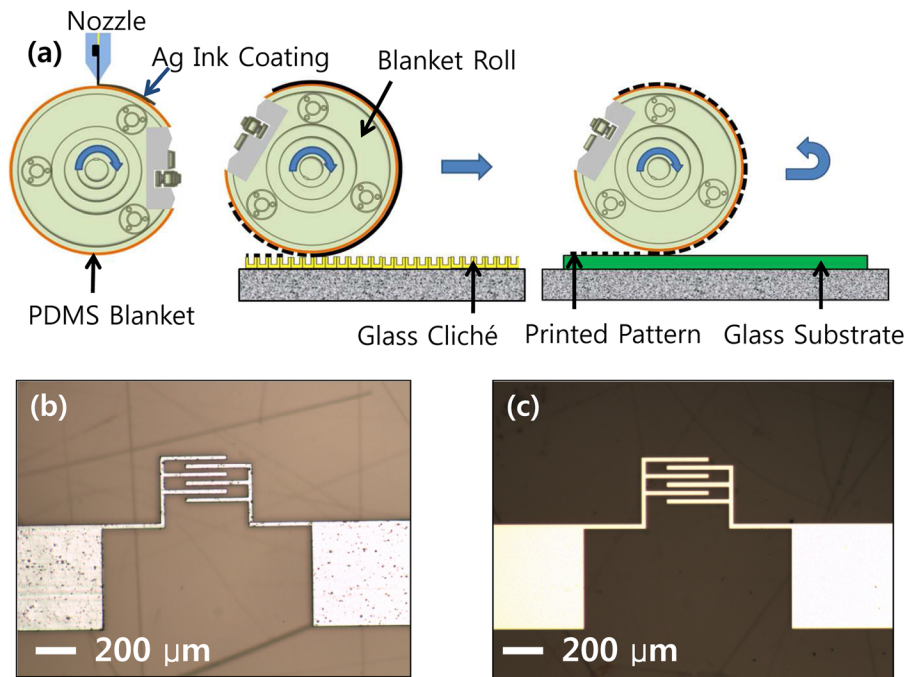 (a)
Nozzle
Ag Ink Coating
Blanket Roll
PDMS Blanket
Glass Cliché
Printed Pattern
Glass Substrate
(b)
200 μm
(c)
200 μm